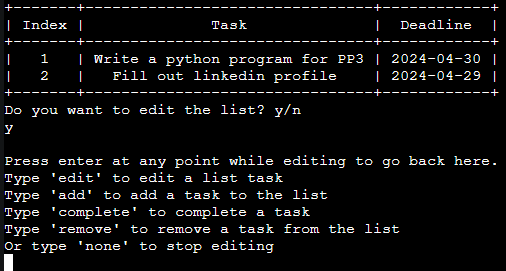 +-------+------------------------------+------------+
| Index |             Task             |  Deadline  |
+-------+------------------------------+------------+
|   1   | Write a python program for PP3 | 2024-04-30 |
|   2   |   Fill out linkedin profile    | 2024-04-29 |
+-------+------------------------------+------------+
Do you want to edit the list? y/n
y
Press enter at any point while editing to go back here.
Type 'edit' to edit a list task
Type 'add' to add a task to the list
Type 'complete' to complete a task
Type 'remove' to remove a task from the list
Or type 'none' to stop editing